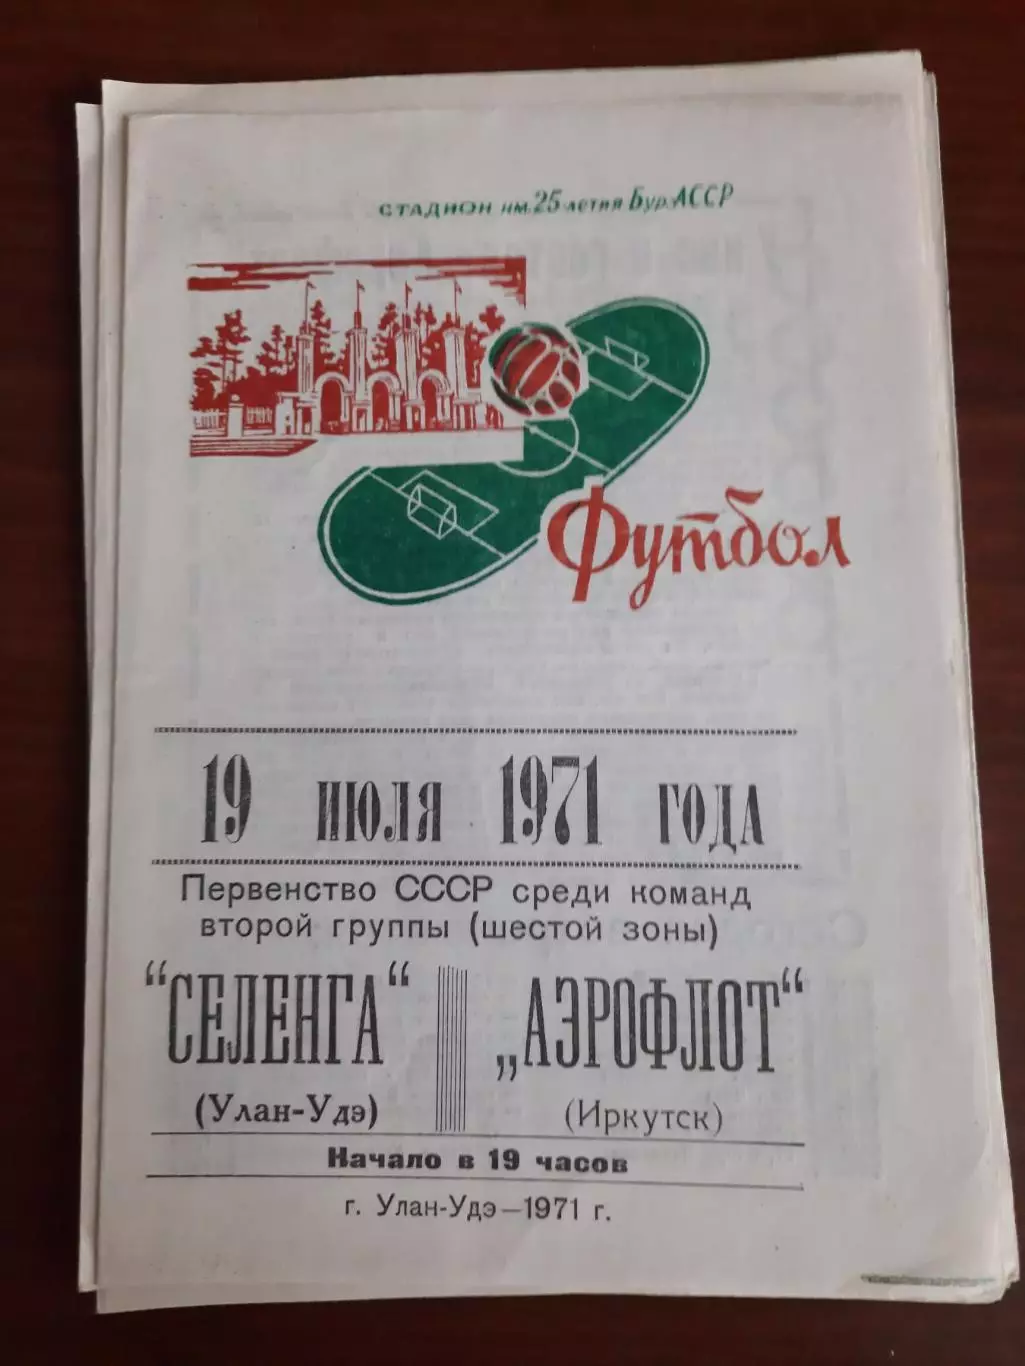 СТАДИОН им. 25-летия Бур.АССР
Футбол
19 июля 1971 года
Первенство СССР среди команд
второй группы (шестой зоны)
“СЕЛЕНГА“ „АЭРОФЛОТ“
(Улан-Удэ) (Иркутск)
Начало в 19 часов
г. Улан-Удэ—1971 г.